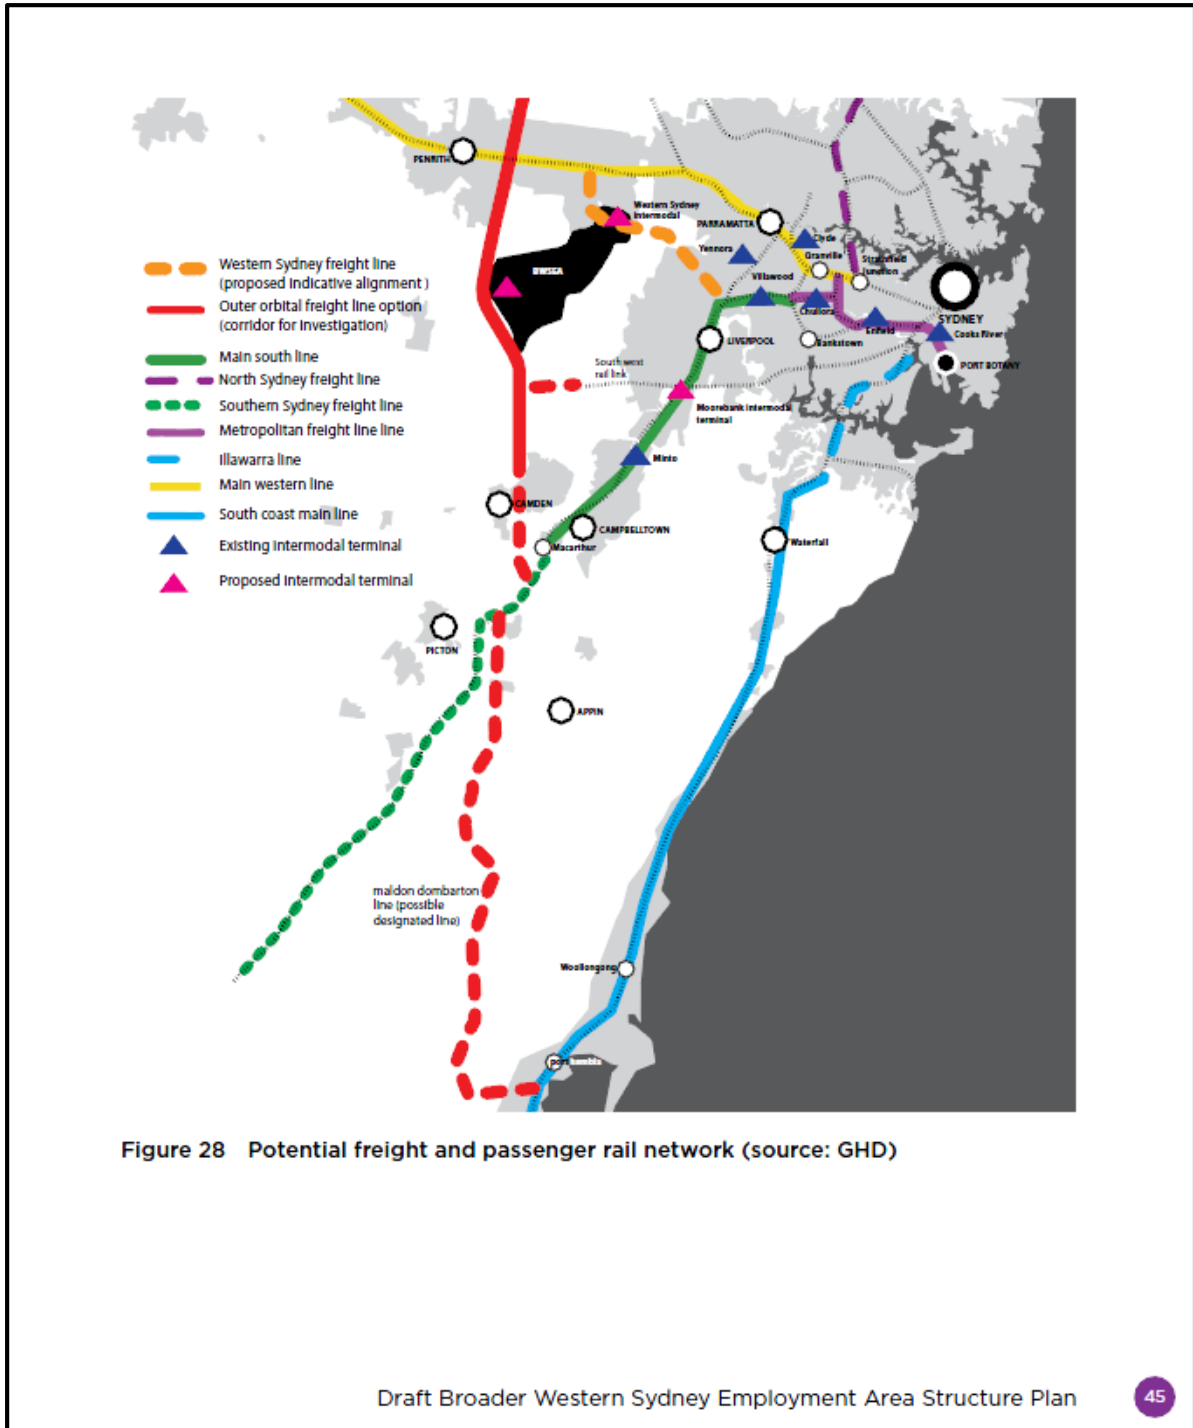 PENRITH
Western Sydney
Intermodal
PARRAMATTA
Clyde
Yennora
Granville
Strathfield
Junction
BWSEA
Villawood
Chullora
SYDNEY
Enfield
Cooks River
LIVERPOOL
Bankstown
PORT BOTANY
South west
rail link
Moorebank intermodal
terminal
Minto
CAMDEN
CAMPBELLTOWN
Macarthur
Waterfall
PICTON
APPIN
maldon dombarton
line (possible
designated line)
Woollongong
port kembla
Western Sydney freight line
(proposed indicative alignment )
Outer orbital freight line option
(corridor for investigation)
Main south line
North Sydney freight line
Southern Sydney freight line
Metropolitan freight line line
Illawarra line
Main western line
South coast main line
Existing intermodal terminal
Proposed intermodal terminal
Figure 28 Potential freight and passenger rail network (source: GHD)
Draft Broader Western Sydney Employment Area Structure Plan 45